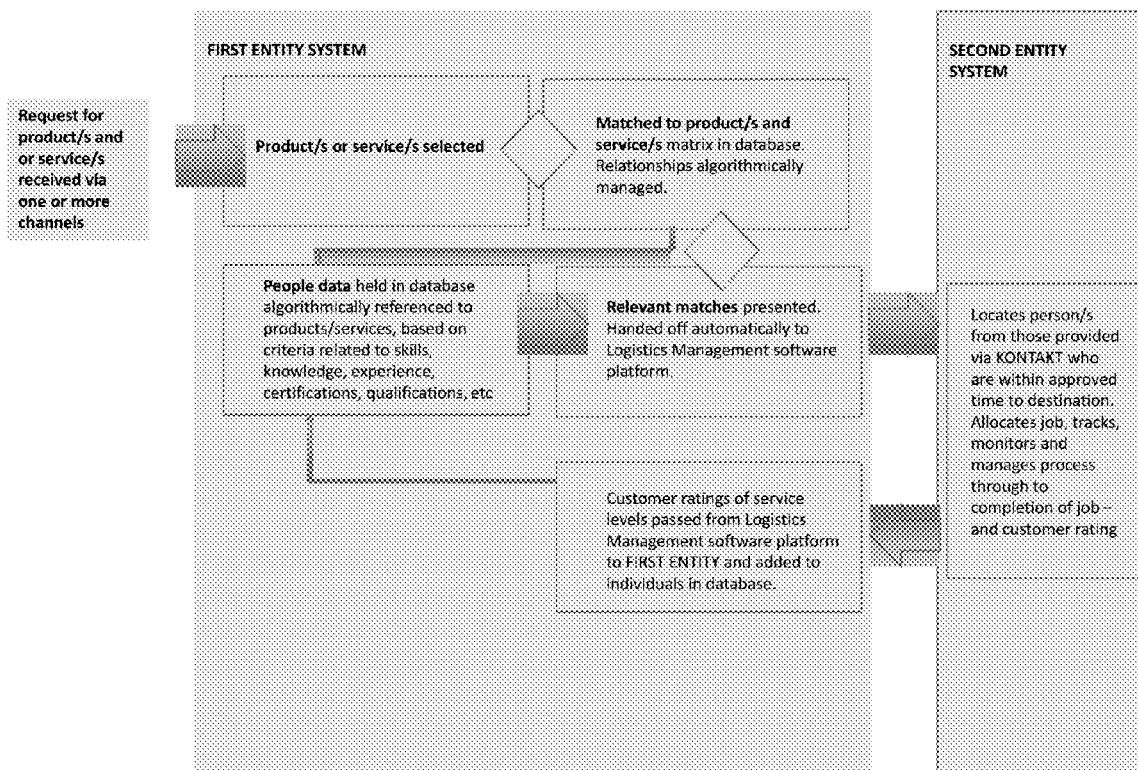 FIRST ENTITY SYSTEM
SECOND ENTITY
SYSTEM
Request for
product/s and
or service/s
received via
one or more
channels
Product/s or service/s selected
Matched to product/s and
service/s matrix in database.
Relationships algorithmically
managed.
People data held in database
algorithmically referenced to
products/services, based on
criteria related to skills,
knowledge, experience,
certifications, qualifications, etc
Relevant matches presented.
Handed off automatically to
Logistics Management software
platform.
Locates person/s
from those provided
via KONTAKT who
are within approved
time to destination.
Allocates job, tracks,
monitors and
manages process
through to
completion of job –
and customer rating
Customer ratings of service
levels passed from Logistics
Management software platform
to FIRST ENTITY and added to
individuals in database.